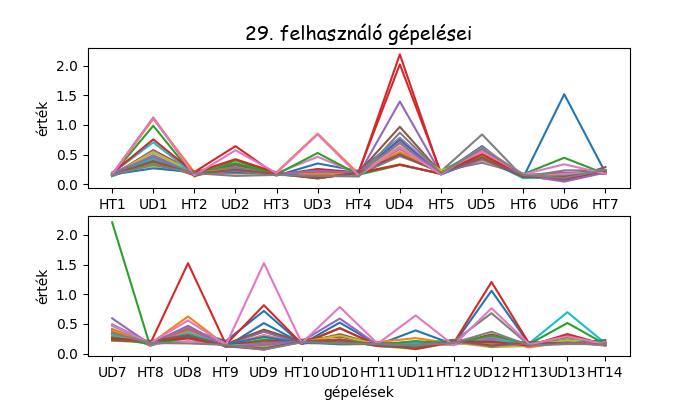 29. felhasználó gépelései
2.0
1.5
1.0
0.5
0.0
érték
HT1 UD1 HT2 UD2 HT3 UD3 HT4 UD4 HT5 UD5 HT6 UD6 HT7
2.0
1.5
1.0
0.5
0.0
érték
UD7 HT8 UD8 HT9 UD9 HT10 UD10 HT11 UD11 HT12 UD12 HT13 UD13 HT14
gépelések